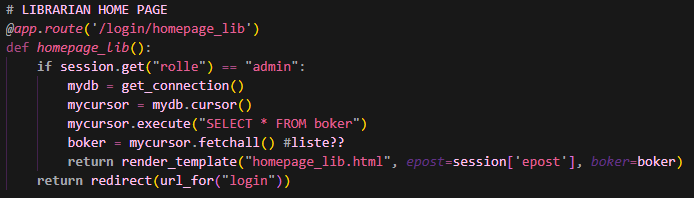 # LIBRARIAN HOME PAGE
@app.route('/login/homepage_lib')
def homepage_lib():
    if session.get("rolle") == "admin":
        mydb = get_connection()
        mycursor = mydb.cursor()
        mycursor.execute("SELECT * FROM boker")
        boker = mycursor.fetchall() #liste??
        return render_template("homepage_lib.html", epost=session['epost'], boker=boker)
    return redirect(url_for("login"))